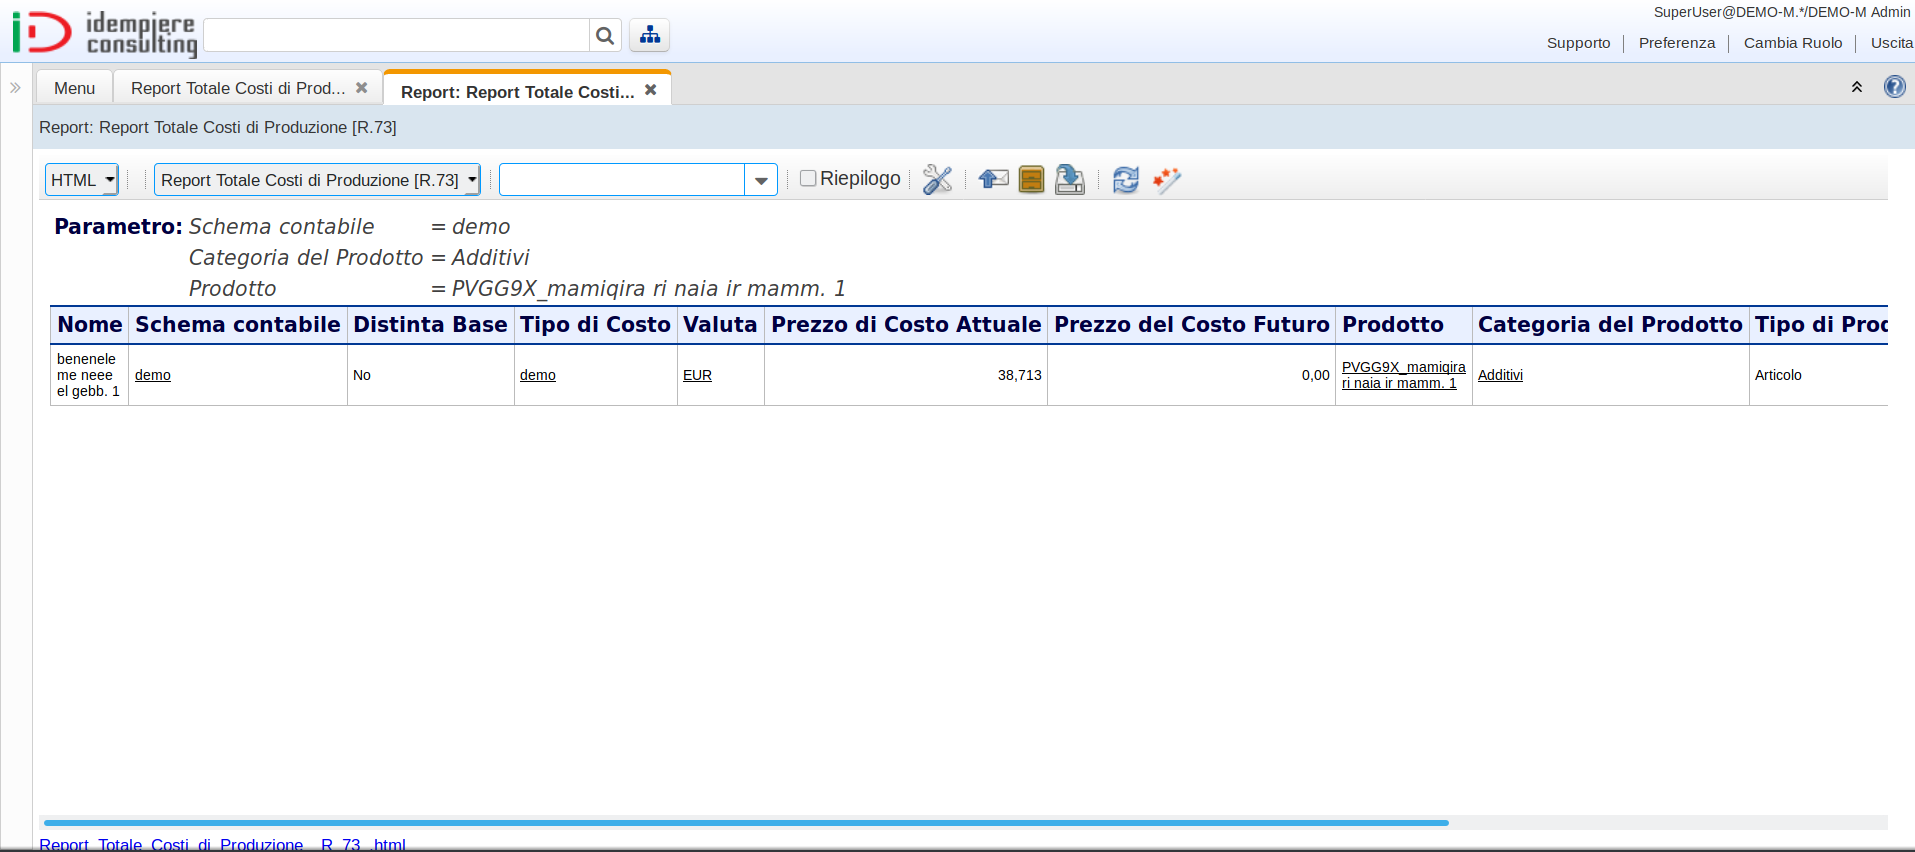 idempiere
consulting
SuperUser@DEMO-M.*/DEMO-M Admin
Supporto
Preferenza
Cambia Ruolo
Uscita
Menu
Report Totale Costi di Prod...
Report: Report Totale Costi...
Report: Report Totale Costi di Produzione [R.73]
HTML
Report Totale Costi di Produzione [R.73]
Riepilogo
Parametro: Schema contabile = demo
Categoria del Prodotto = Additivi
Prodotto = PVGG9X_mamiqira ri naia ir mamm. 1
Nome Schema contabile Distinta Base Tipo di Costo Valuta Prezzo di Costo Attuale Prezzo del Costo Futuro Prodotto Categoria del Prodotto Tipo di Prod
benenele
me neee
el gebb. 1
demo
No
demo
EUR
38,713
0,00
PVGG9X_mamiqira
ri naia ir mamm. 1
Additivi
Articolo
Report_Totale_Costi_di_Produzione__R_73_.html